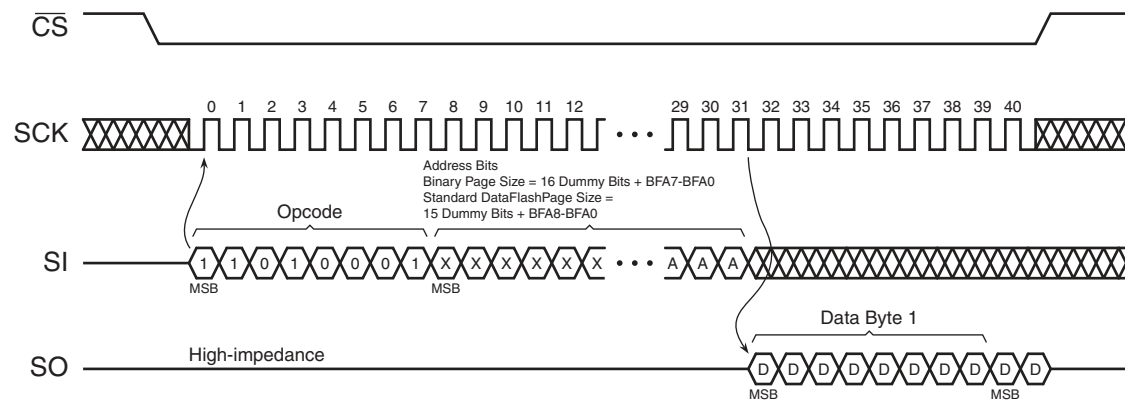 CS
0 1 2 3 4 5 6 7 8 9 10 11 12 29 30 31 32 33 34 35 36 37 38 39 40
SCK
Address Bits
Binary Page Size = 16 Dummy Bits + BFA7-BFA0
Standard DataFlashPage Size =
15 Dummy Bits + BFA8-BFA0
Opcode
SI 1 1 0 1 0 0 0 1 X X X X X X A A A
MSB MSB
Data Byte 1
High-impedance
SO D D D D D D D D D D
MSB MSB